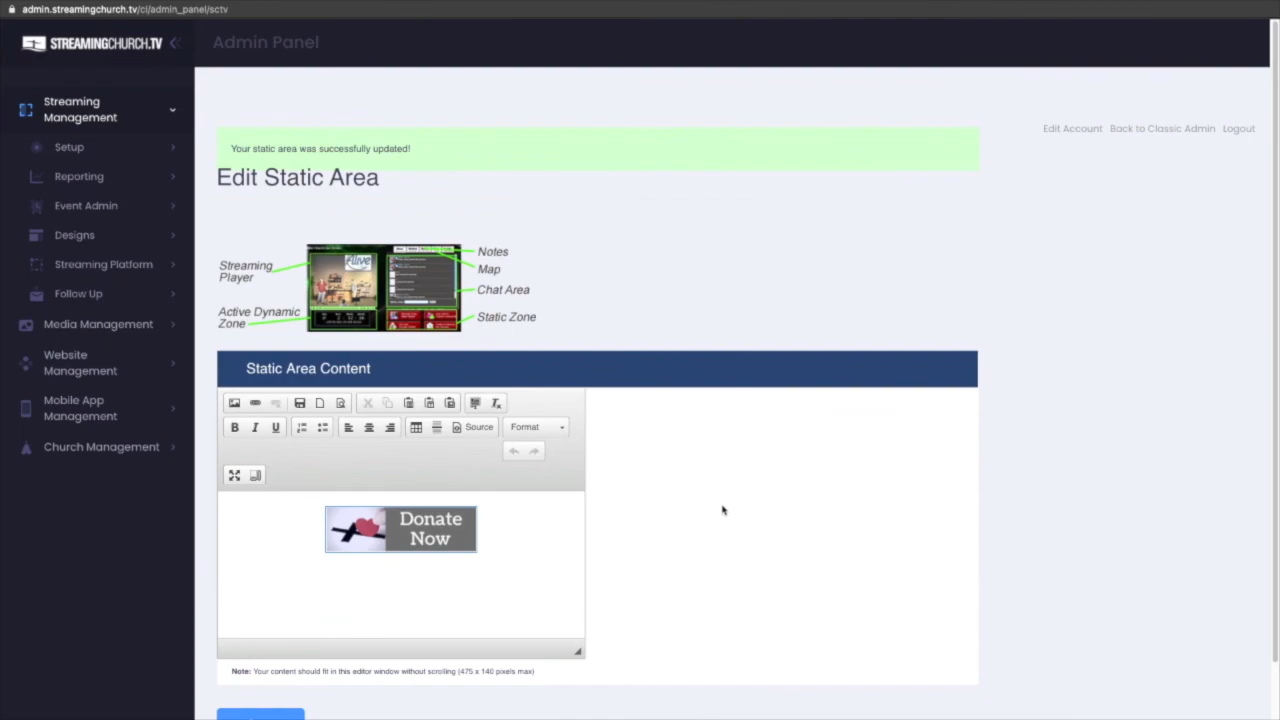 admin.streamingchurch.tv/cl/admin_panel/sctv
STREAMINGCHURCH.TV
Admin Panel
Streaming
Management
Setup
Reporting
Event Admin
Designs
Streaming Platform
Follow Up
Media Management
Website
Management
Mobile App
Management
Church Management
Edit Account Back to Classic Admin Logout
Your static area was successfully updated!
Edit Static Area
Streaming
Player
Active Dynamic
Zone
Alive
Notes
Map
Chat Area
Static Zone
Static Area Content
B I U
Source
Format
Donate
Now
Note: Your content should fit in this editor window without scrolling (475 x 140 pixels max)